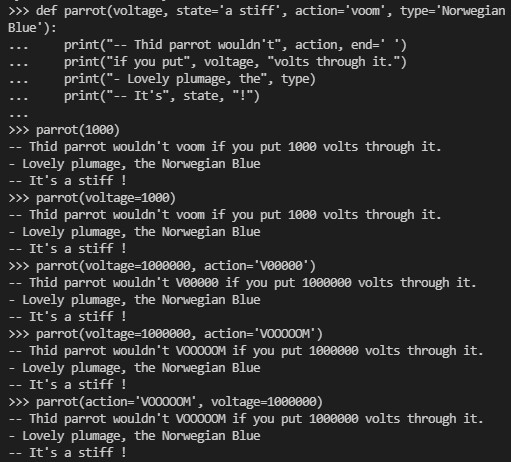 >>> def parrot(voltage, state='a stiff', action='voom', type='Norwegian
Blue'):
...     print("-- Thid parrot wouldn't", action, end=' ')
...     print("if you put", voltage, "volts through it.")
...     print("- Lovely plumage, the", type)
...     print("-- It's", state, "!")
...
>>> parrot(1000)
-- Thid parrot wouldn't voom if you put 1000 volts through it.
- Lovely plumage, the Norwegian Blue
-- It's a stiff !
>>> parrot(voltage=1000)
-- Thid parrot wouldn't voom if you put 1000 volts through it.
- Lovely plumage, the Norwegian Blue
-- It's a stiff !
>>> parrot(voltage=1000000, action='V00000')
-- Thid parrot wouldn't V00000 if you put 1000000 volts through it.
- Lovely plumage, the Norwegian Blue
-- It's a stiff !
>>> parrot(voltage=1000000, action='VOOOOOM')
-- Thid parrot wouldn't VOOOOOM if you put 1000000 volts through it.
- Lovely plumage, the Norwegian Blue
-- It's a stiff !
>>> parrot(action='VOOOOOM', voltage=1000000)
-- Thid parrot wouldn't VOOOOOM if you put 1000000 volts through it.
- Lovely plumage, the Norwegian Blue
-- It's a stiff !